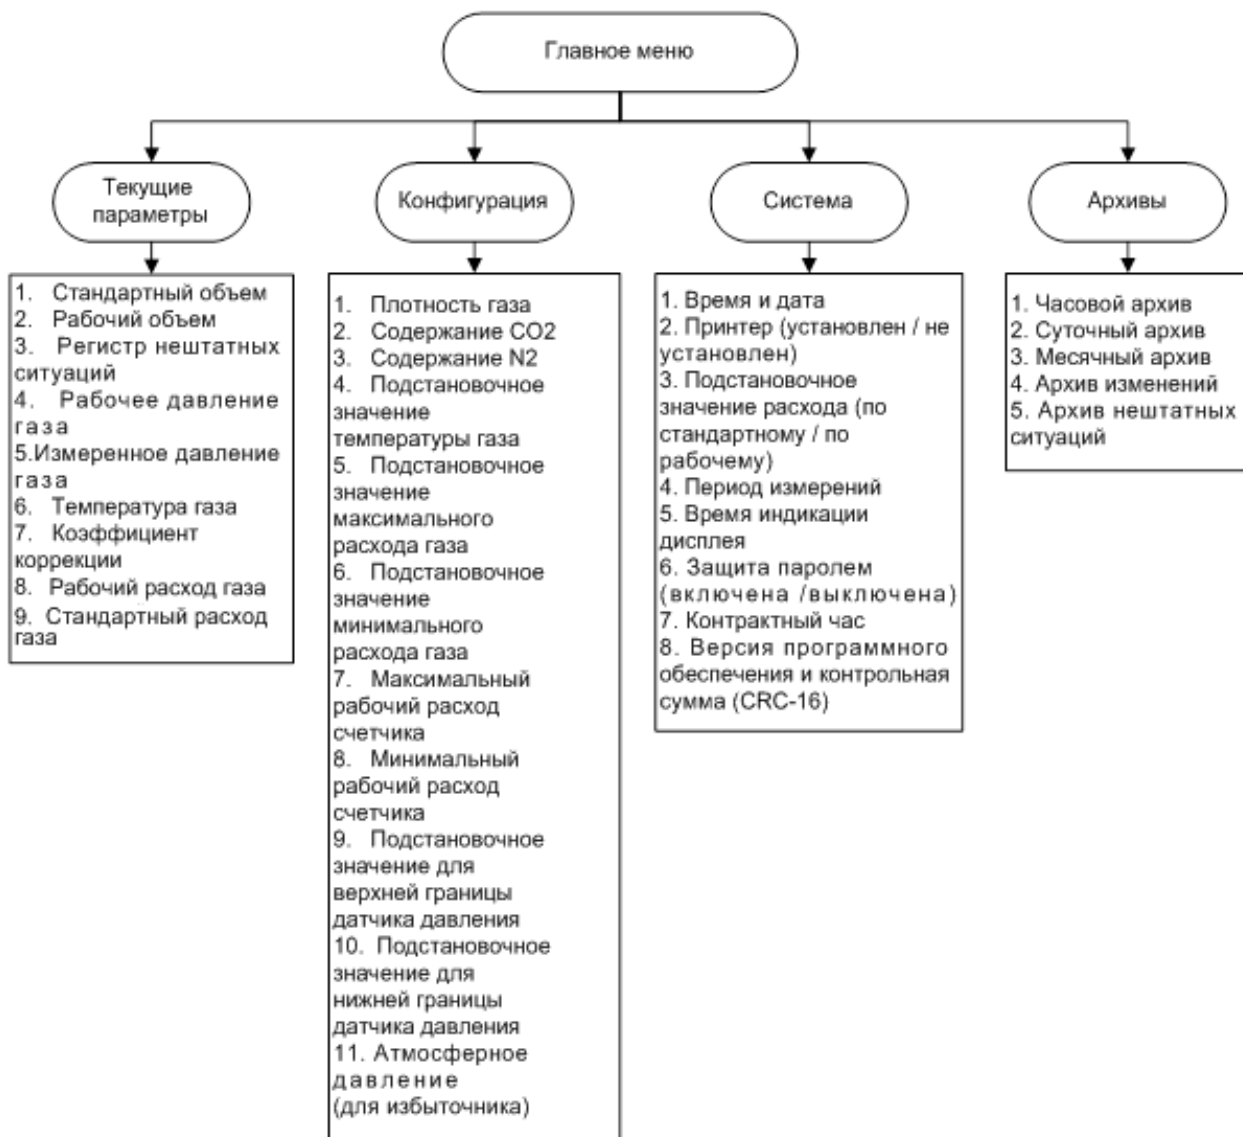 Главное меню
Текущие
параметры
Конфигурация
Система
Архивы
1. Стандартный объем
2. Рабочий объем
3. Регистр нештатных
ситуаций
4. Рабочее давление
газа
5.Измеренное давление
газа
6. Температура газа
7. Коэффициент
коррекции
8. Рабочий расход газа
9. Стандартный расход
газа
1. Плотность газа
2. Содержание CO2
3. Содержание N2
4. Подстановочное
значение
температуры газа
5. Подстановочное
значение
максимального
расхода газа
6. Подстановочное
значение
минимального
расхода газа
7. Максимальный
рабочий расход
счетчика
8. Минимальный
рабочий расход
счетчика
9. Подстановочное
значение для
верхней границы
датчика давления
10. Подстановочное
значение для
нижней границы
датчика давления
11. Атмосферное
давление
(для избыточника)
1. Время и дата
2. Принтер (установлен / не
установлен)
3. Подстановочное
значение расхода (по
стандартному / по
рабочему)
4. Период измерений
5. Время индикации
дисплея
6. Защита паролем
(включена /выключена)
7. Контрактный час
8. Версия программного
обеспечения и контрольная
сумма (CRC-16)
1. Часовой архив
2. Суточный архив
3. Месячный архив
4. Архив изменений
5. Архив нештатных
ситуаций